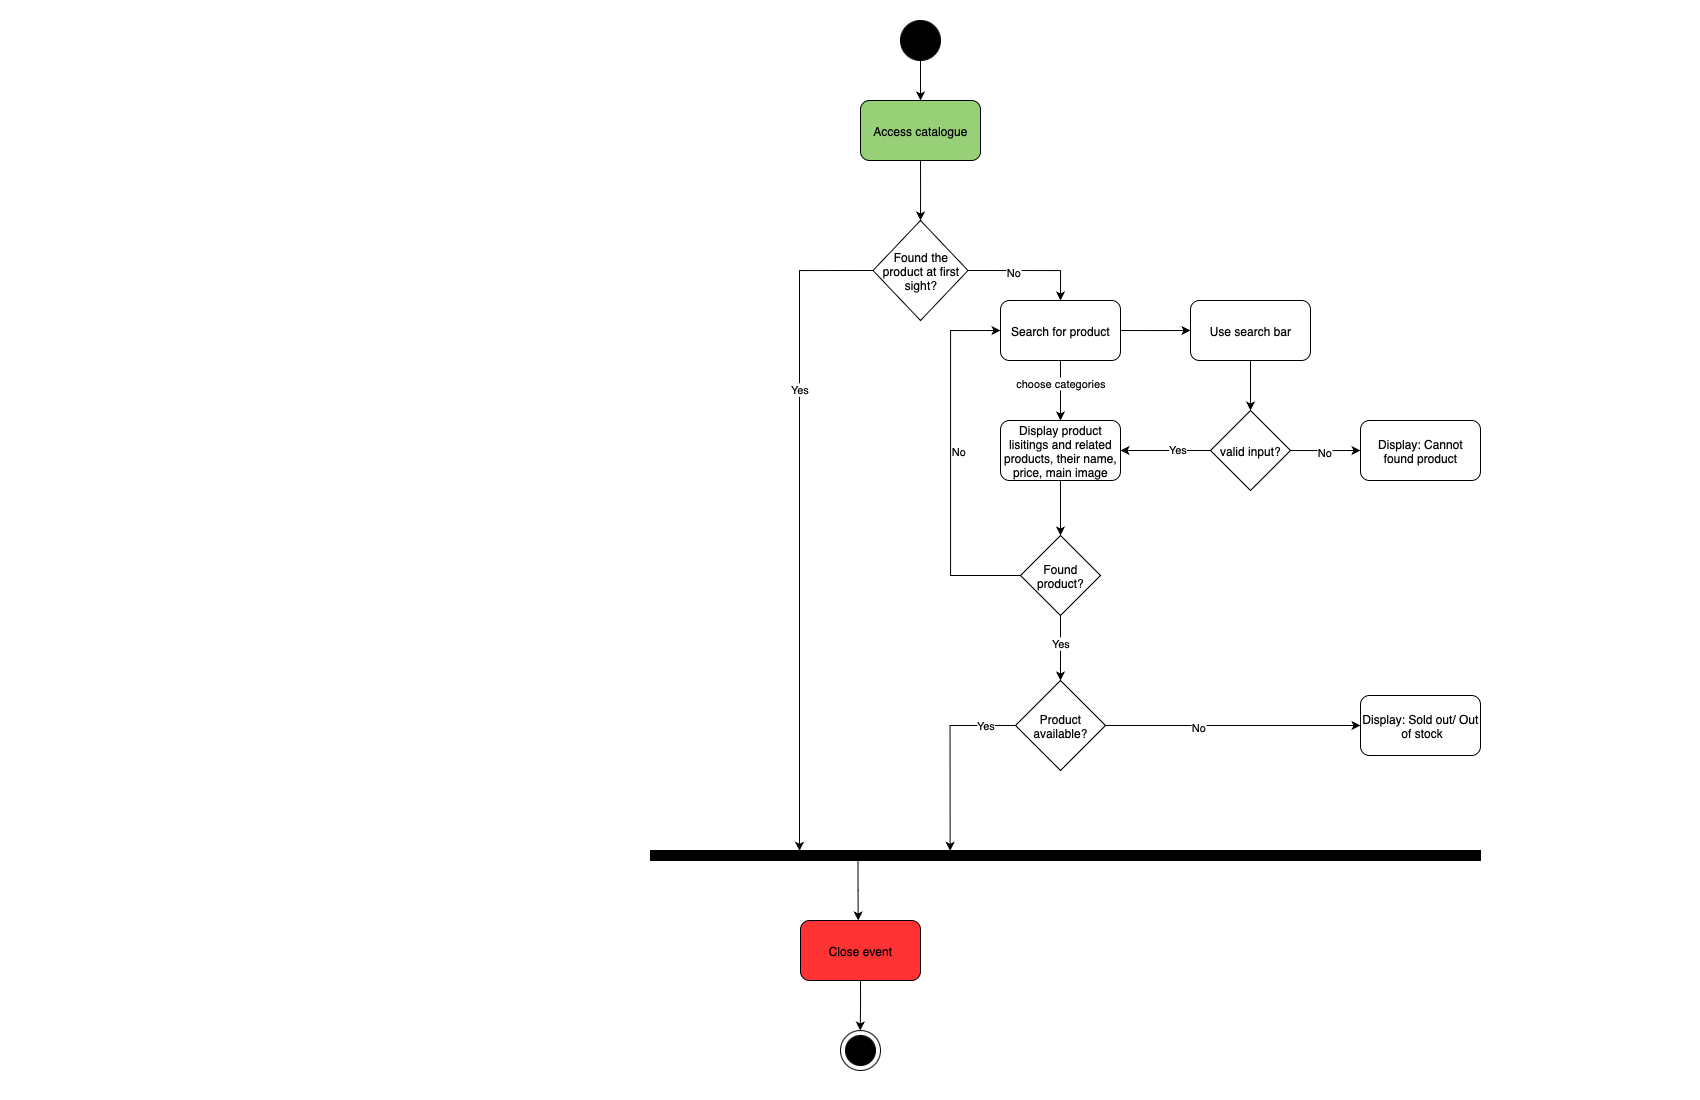 Access catalogue
Found the
product at first
sight?
No
Search for product
Use search bar
choose categories
Yes
Display product
lisitings and related
products, their name,
price, main image
Yes
valid input?
No
Display: Cannot
found product
No
Found
product?
Yes
Product
available?
Yes
No
Display: Sold out/ Out
of stock
Close event